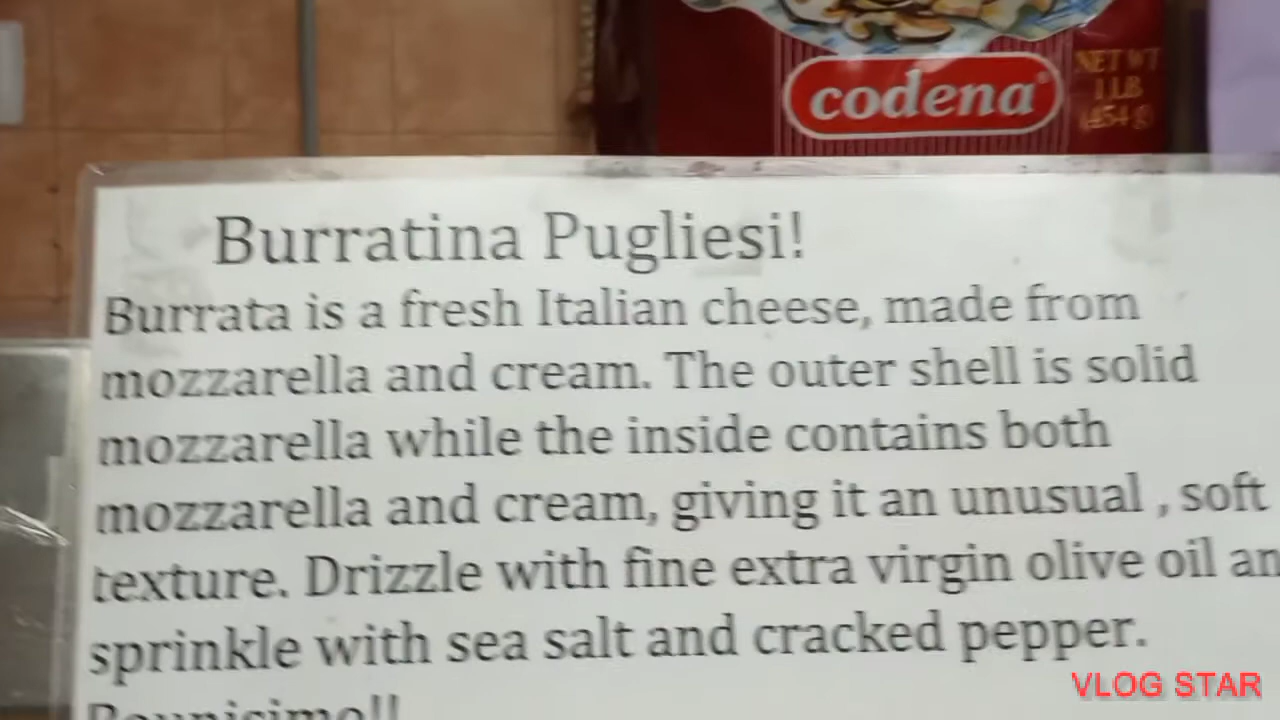 codena
NET WT
1 LB
(454 g)
Burratina Pugliesi!
Burrata is a fresh Italian cheese, made from
mozzarella and cream. The outer shell is solid
mozzarella while the inside contains both
mozzarella and cream, giving it an unusual , soft
texture. Drizzle with fine extra virgin olive oil an
sprinkle with sea salt and cracked pepper.
VLOG STAR